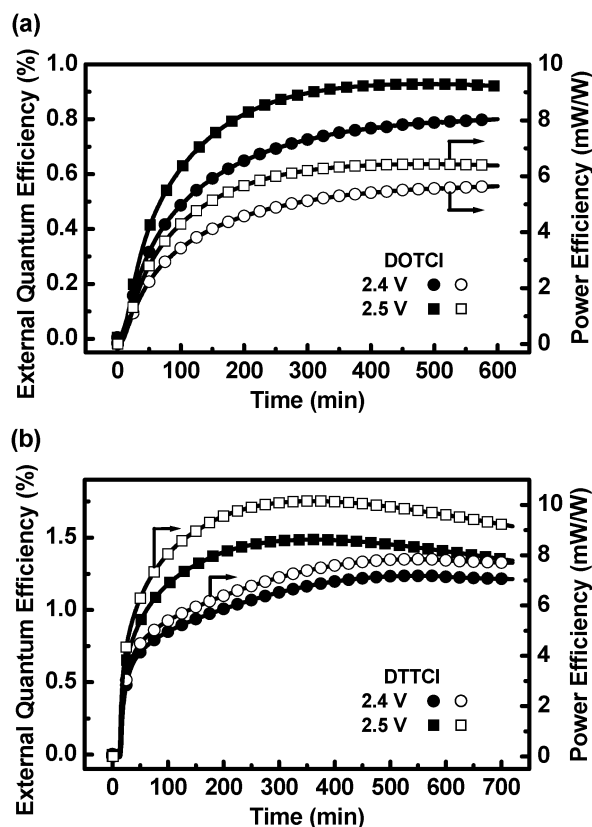 (a)
External Quantum Efficiency (%)
1.0
0.8
0.6
0.4
0.2
0.0
10
8
6
4
2
0
Power Efficiency (mW/W)
DOTCI
2.4 V
2.5 V
0 100 200 300 400 500 600
Time (min)
(b)
External Quantum Efficiency (%)
1.5
1.0
0.5
0.0
10
8
6
4
2
0
Power Efficiency (mW/W)
DTTCI
2.4 V
2.5 V
0 100 200 300 400 500 600 700
Time (min)